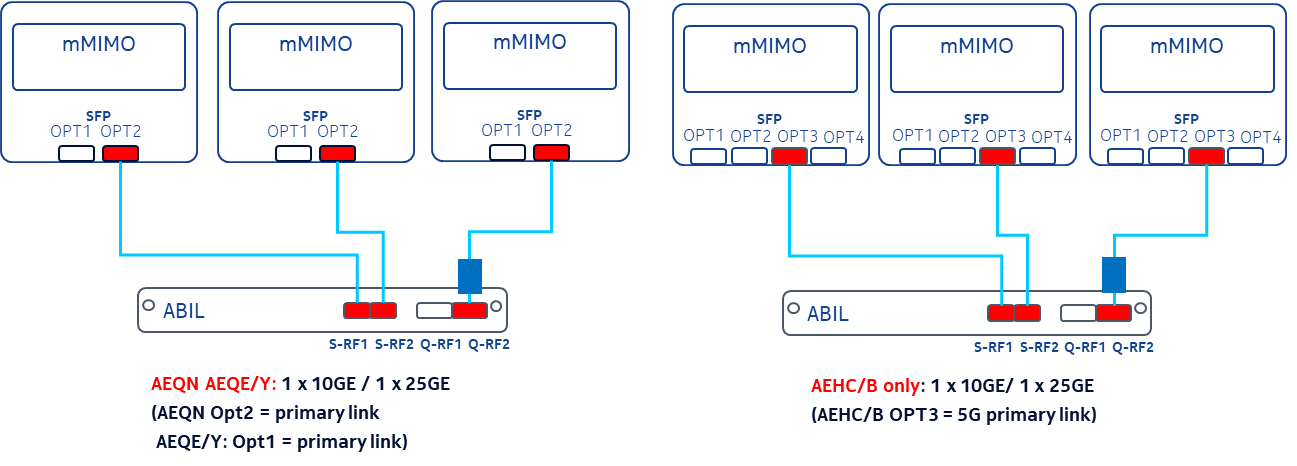 mMIMO
SFP
OPT1 OPT2
mMIMO
SFP
OPT1 OPT2
mMIMO
SFP
OPT1 OPT2
ABIL
S-RF1 S-RF2 Q-RF1 Q-RF2
AEQN AEQE/Y: 1 x 10GE / 1 x 25GE
(AEQN Opt2 = primary link
AEQE/Y: Opt1 = primary link)
mMIMO
SFP
OPT1 OPT2 OPT3 OPT4
mMIMO
SFP
OPT1 OPT2 OPT3 OPT4
mMIMO
SFP
OPT1 OPT2 OPT3 OPT4
ABIL
S-RF1 S-RF2 Q-RF1 Q-RF2
AEHC/B only: 1 x 10GE/ 1 x 25GE
(AEHC/B OPT3 = 5G primary link)